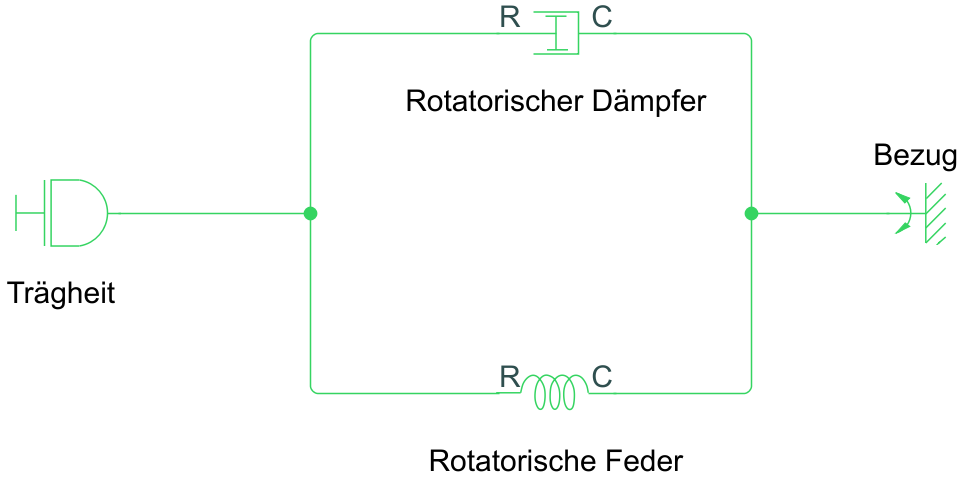 R C
Rotatorischer Dämpfer
Bezug
Trägheit
R C
Rotatorische Feder